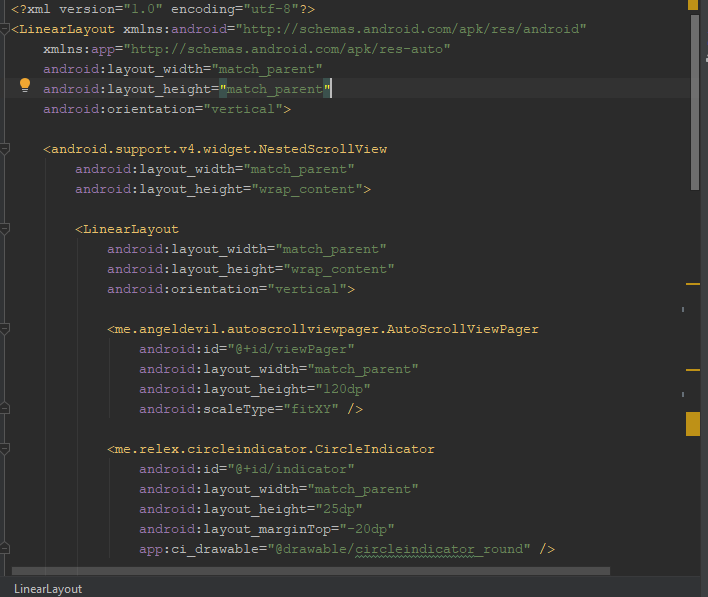 <?xml version="1.0" encoding="utf-8"?>
<LinearLayout xmlns:android="http://schemas.android.com/apk/res/android"
    xmlns:app="http://schemas.android.com/apk/res-auto"
    android:layout_width="match_parent"
    android:layout_height="match_parent"
    android:orientation="vertical">

    <android.support.v4.widget.NestedScrollView
        android:layout_width="match_parent"
        android:layout_height="wrap_content">

        <LinearLayout
            android:layout_width="match_parent"
            android:layout_height="wrap_content"
            android:orientation="vertical">

            <me.angeldevil.autoscrollviewpager.AutoScrollViewPager
                android:id="@+id/viewPager"
                android:layout_width="match_parent"
                android:layout_height="120dp"
                android:scaleType="fitXY" />

            <me.relex.circleindicator.CircleIndicator
                android:id="@+id/indicator"
                android:layout_width="match_parent"
                android:layout_height="25dp"
                android:layout_marginTop="-20dp"
                app:ci_drawable="@drawable/circleindicator_round" />
LinearLayout